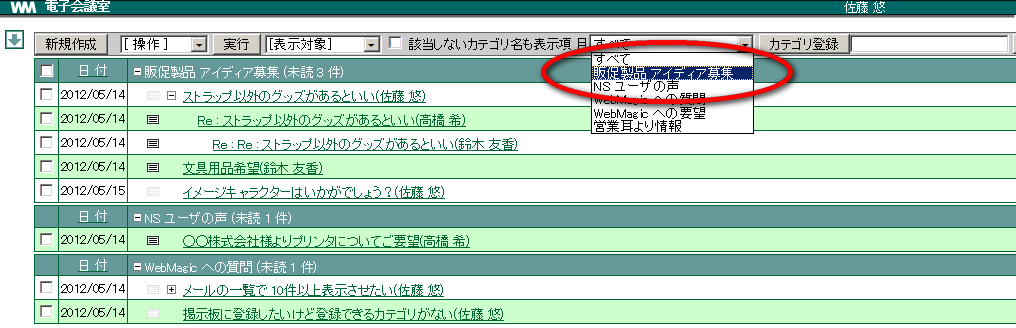 WM 電子会議室 佐藤 悠
新規作成 [ 操作 ] 実行 [表示対象] 該当しないカテゴリ名も表示項 目 すべて カテゴリ登録
すべて
販促製品 アイディア募集
NS ユーザの声
WebMagic への質問
WebMagic への要望
営業耳より情報
日 付 販促製品 アイディア募集 (未読 3 件)
2012/05/14 ストラップ以外のグッズがあるといい(佐藤 悠)
2012/05/14 Re : ストラップ以外のグッズがあるといい(高橋 希)
2012/05/14 Re : Re : ストラップ以外のグッズがあるといい(鈴木 友香)
2012/05/14 文具用品希望(鈴木 友香)
2012/05/15 イメージキャラクターはいかがでしょう?(佐藤 悠)
日 付 NS ユーザの声 (未読 1 件)
2012/05/14 〇〇株式会社様よりプリンタについてご要望(高橋 希)
日 付 WebMagic への質問 (未読 1 件)
2012/05/14 メールの一覧で 10件以上表示させたい(佐藤 悠)
2012/05/14 掲示板に登録したいけど登録できるカテゴリがない(佐藤 悠)